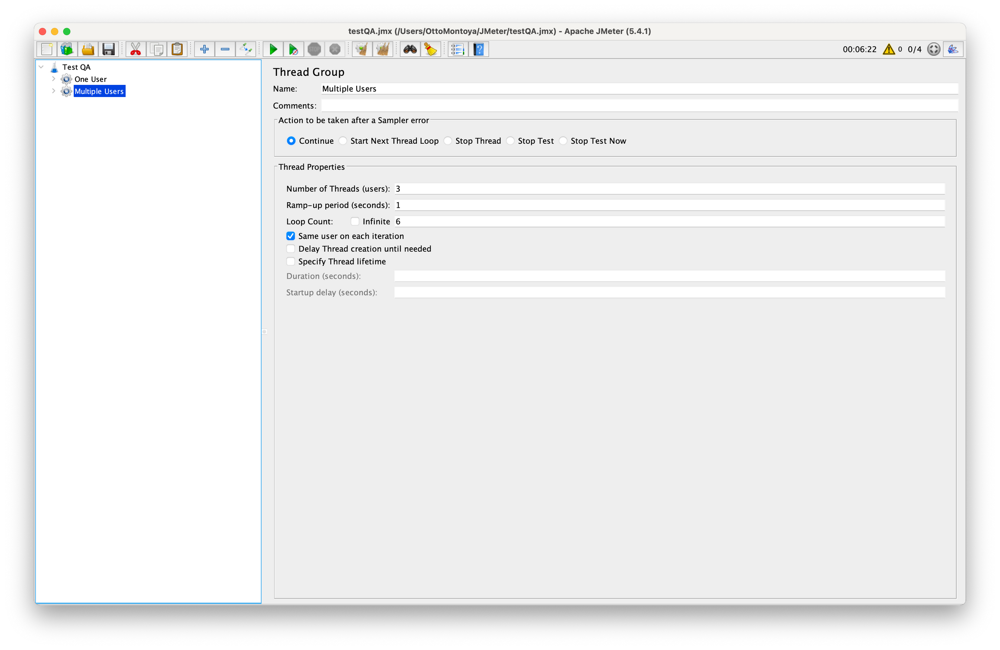 testQA.jmx (/Users/OttoMontoya/JMeter/testQA.jmx) - Apache JMeter (5.4.1)
STOP
?
00:06:22 0 0/4
Test QA
One User
Multiple Users
Thread Group
Name: Multiple Users
Comments:
Action to be taken after a Sampler error
Continue Start Next Thread Loop Stop Thread Stop Test Stop Test Now
Thread Properties
Number of Threads (users): 3
Ramp-up period (seconds): 1
Loop Count: Infinite 6
Same user on each iteration
Delay Thread creation until needed
Specify Thread lifetime
Duration (seconds):
Startup delay (seconds):